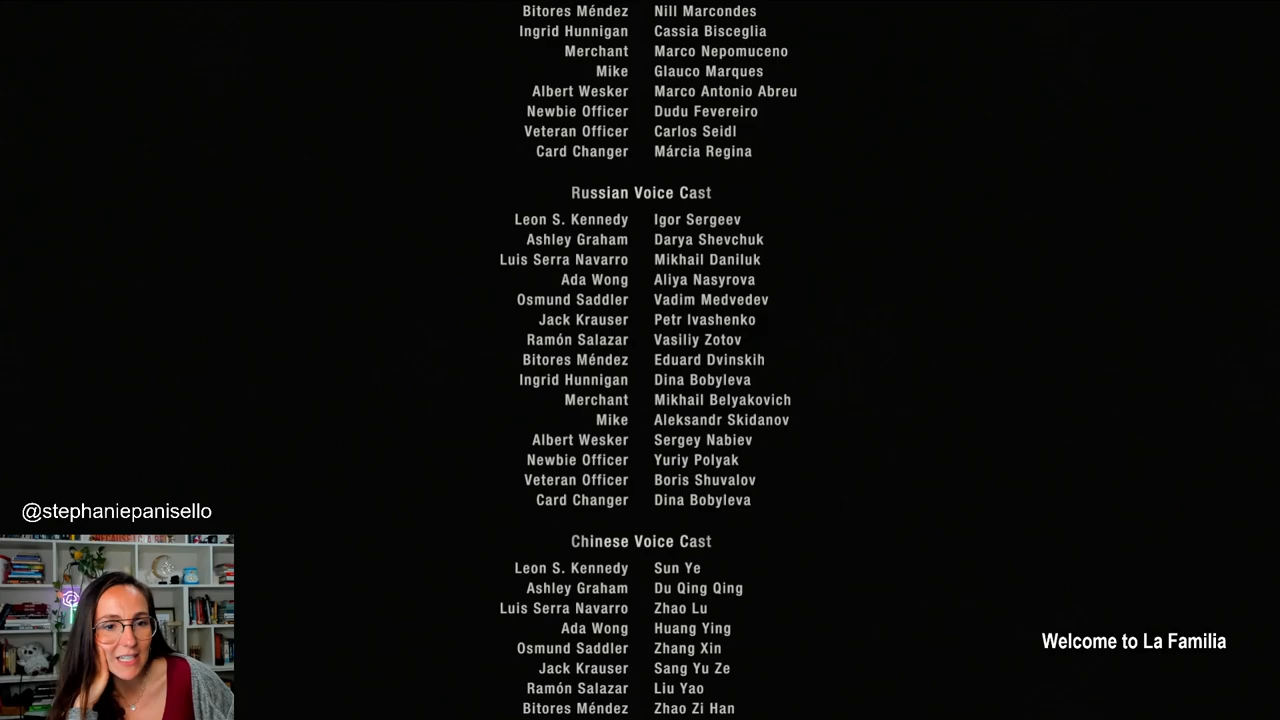 Bitores Méndez Nill Marcondes
Ingrid Hunnigan Cassia Bisceglia
Merchant Marco Nepomuceno
Mike Glauco Marques
Albert Wesker Marco Antonio Abreu
Newbie Officer Dudu Fevereiro
Veteran Officer Carlos Seidl
Card Changer Márcia Regina
Russian Voice Cast
Leon S. Kennedy Igor Sergeev
Ashley Graham Darya Shevchuk
Luis Serra Navarro Mikhail Daniluk
Ada Wong Aliya Nasyrova
Osmund Saddler Vadim Medvedev
Jack Krauser Petr Ivashenko
Ramón Salazar Vasiliy Zotov
Bitores Méndez Eduard Dvinskih
Ingrid Hunnigan Dina Bobyleva
Merchant Mikhail Belyakovich
Mike Aleksandr Skidanov
Albert Wesker Sergey Nabiev
Newbie Officer Yuriy Polyak
Veteran Officer Boris Shuvalov
Card Changer Dina Bobyleva
Chinese Voice Cast
Leon S. Kennedy Sun Ye
Ashley Graham Du Qing Qing
Luis Serra Navarro Zhao Lu
Ada Wong Huang Ying
Osmund Saddler Zhang Xin
Jack Krauser Sang Yu Ze
Ramón Salazar Liu Yao
Bitores Méndez Zhao Zi Han
@stephaniepanisello
Welcome to La Familia